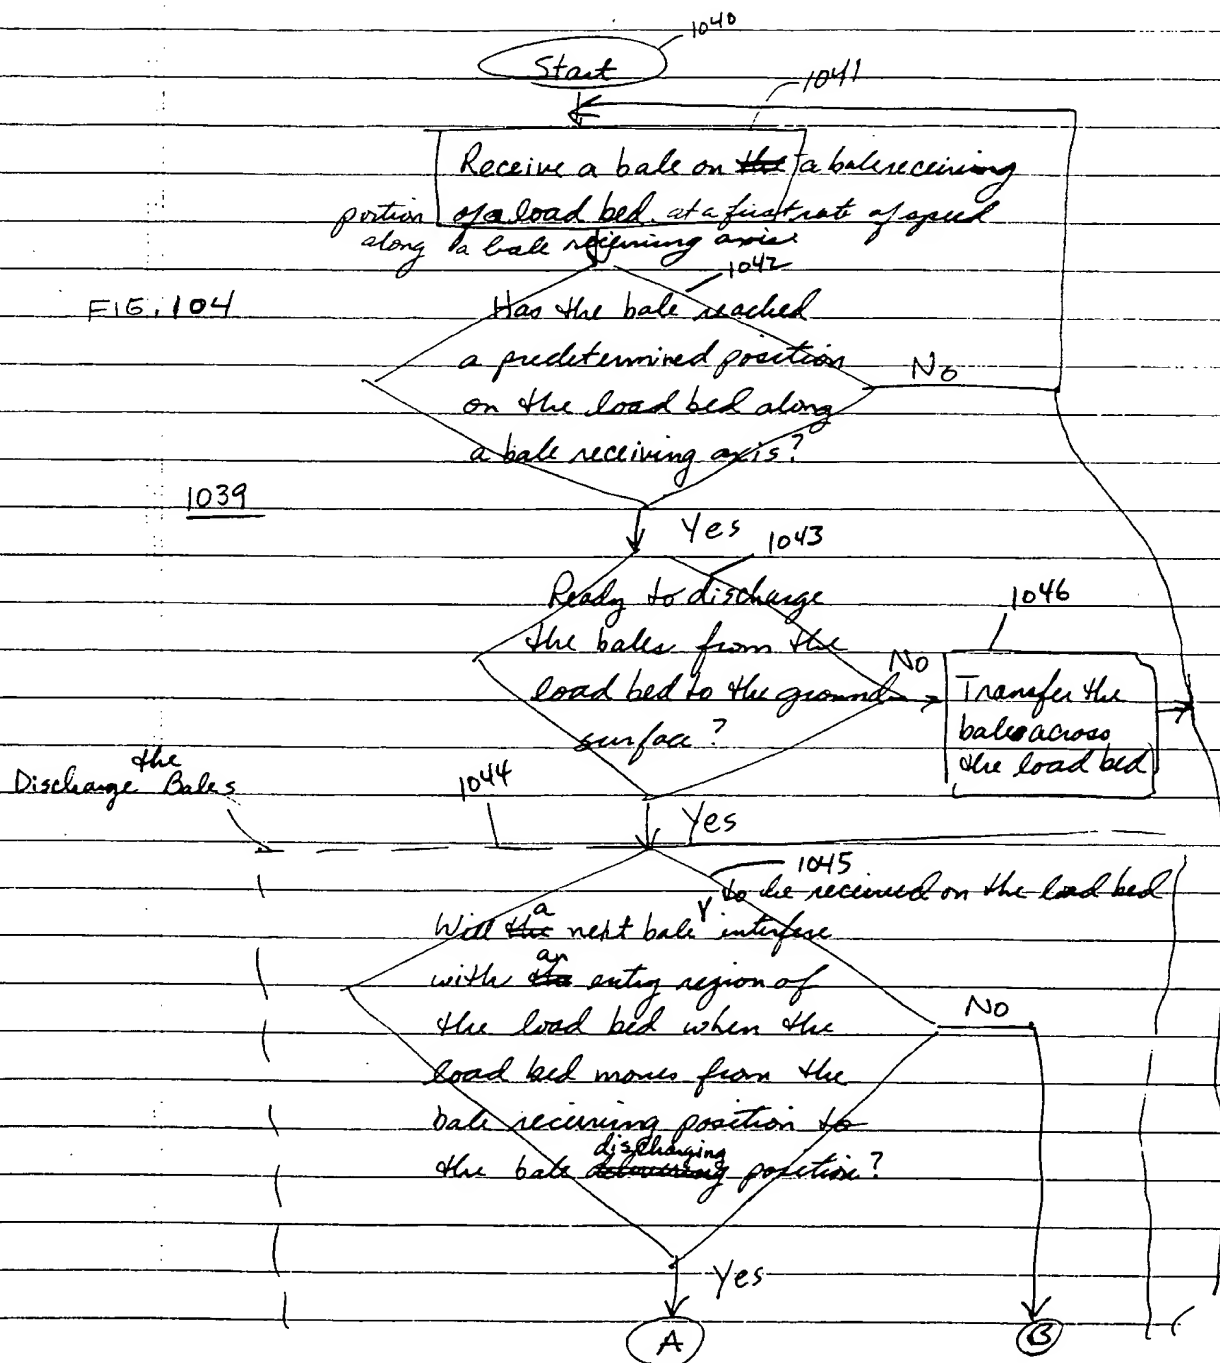 1040
Start
1041
Receive a bale on the a bale receiving
portion of a load bed at a first rate of speed
along a bale receiving axis
1042
FIG. 104
Has the bale reached
a predetermined position
No
on the load bed along
a bale receiving axis?
1039
Yes
1043
Ready to discharge
1046
the bales from the
No
load bed to the ground
surface?
Transfer the
bales across
the load bed
the
Discharge Bales
1044
Yes
1045
to be received on the load bed
a
Will the next bale interfere
an
with the entry region of
No
the load bed when the
load bed moves from the
bale receiving position to
discharging
the bale position?
Yes
A
B